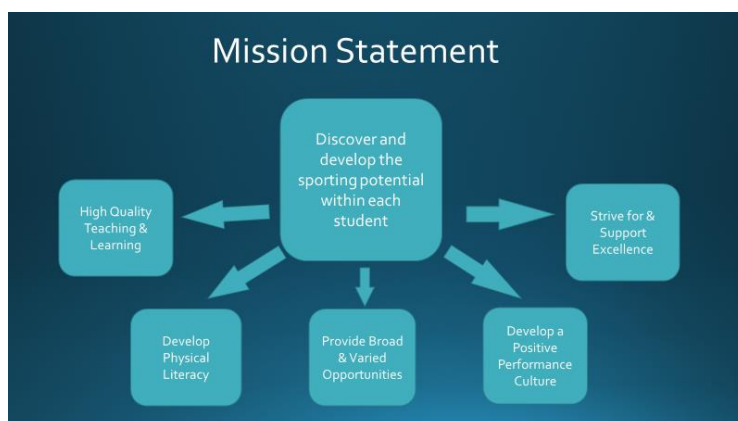 Mission Statement
Discover and
develop the
sporting potential
within each
student
High Quality
Teaching &
Learning
Strive for &
Support
Excellence
Develop
Physical
Literacy
Provide Broad
& Varied
Opportunities
Develop a
Positive
Performance
Culture